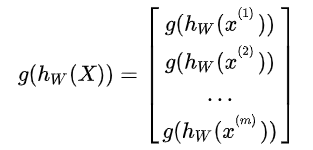 g(h_W(x^{(1)}))
g(h_W(x^{(2)}))
g(h_W(X)) =
...
g(h_W(x^{(m)}))